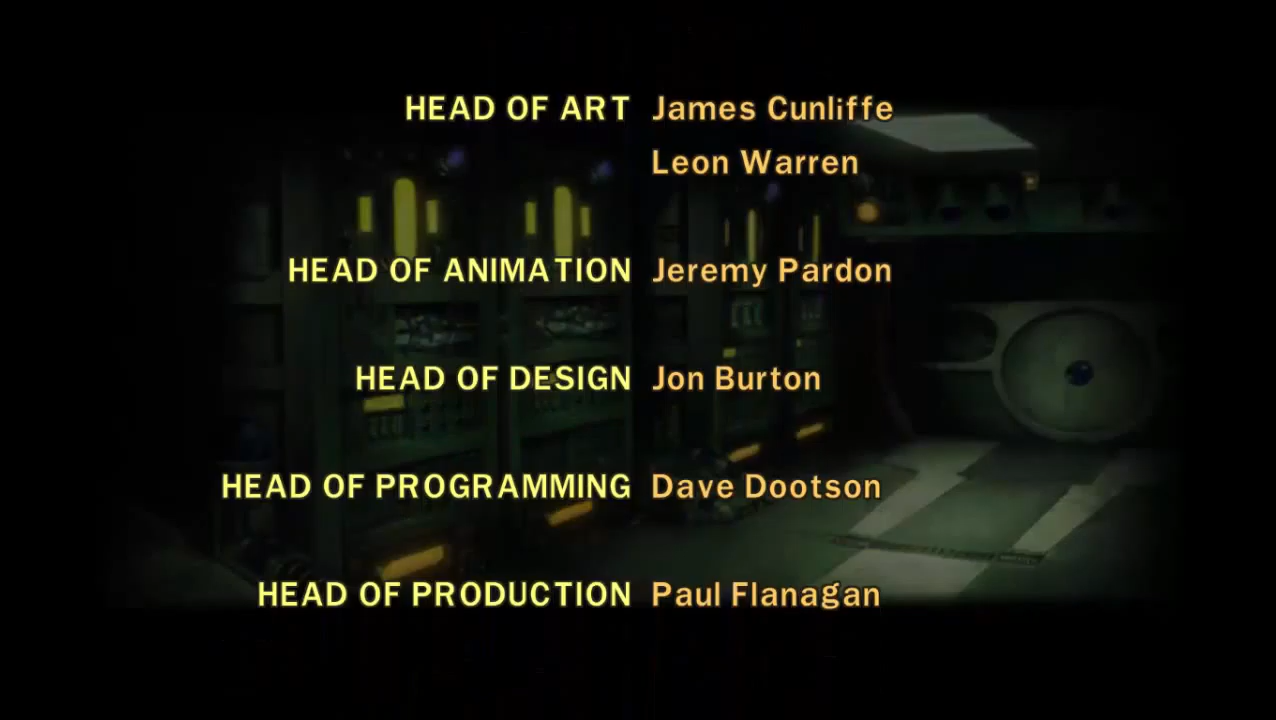 HEAD OF ART James Cunliffe
Leon Warren
HEAD OF ANIMATION Jeremy Pardon
HEAD OF DESIGN Jon Burton
HEAD OF PROGRAMMING Dave Dootson
HEAD OF PRODUCTION Paul Flanagan